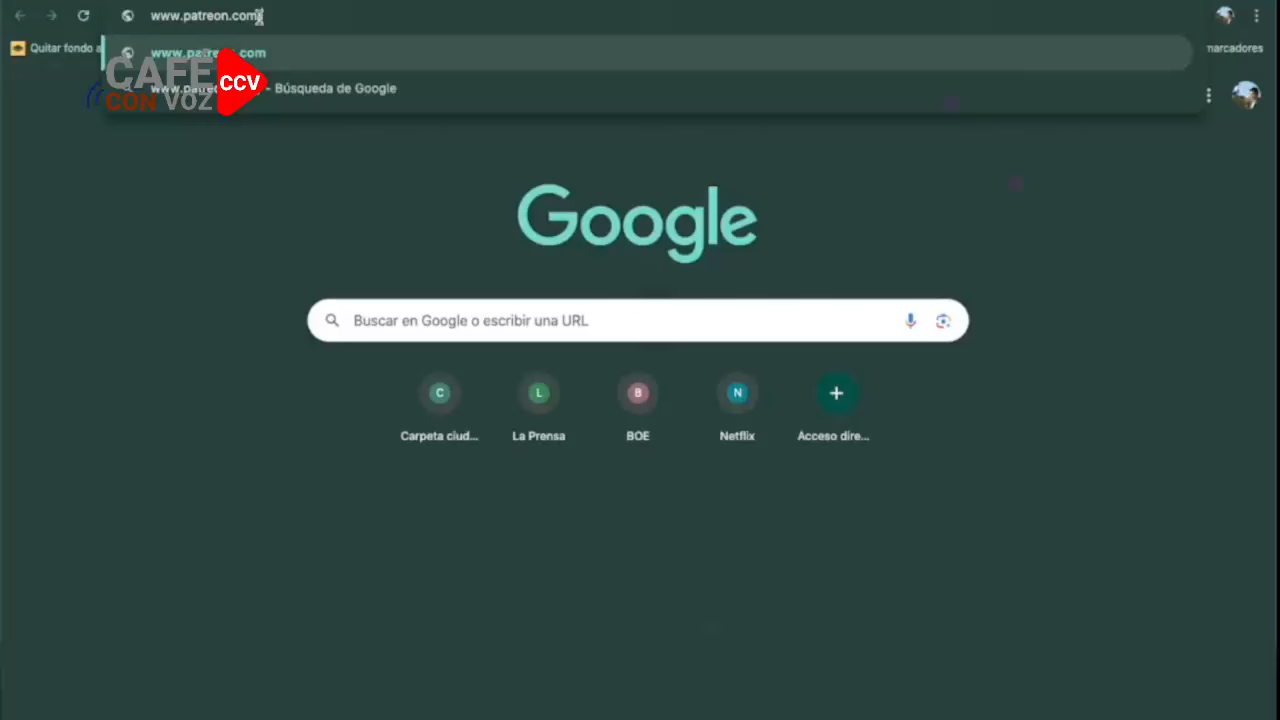 www.patreon.com
Quitar fondo a
www.patreon.com
marcadores
- Búsqueda de Google
CAFE
CON VOZ
CCV
Google
Buscar en Google o escribir una URL
C
L
B
N
Carpeta ciud...
La Prensa
BOE
Netflix
Acceso dire...